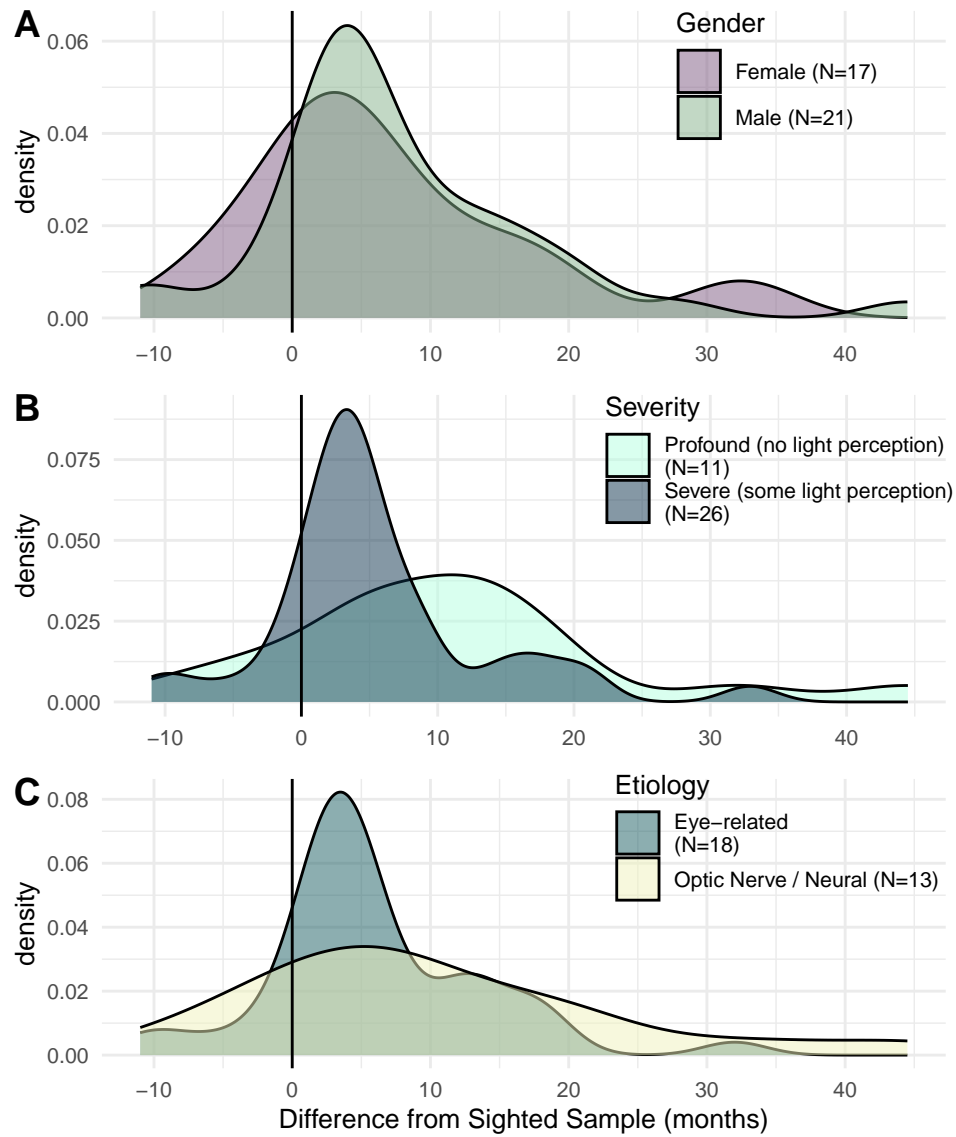 A
Gender
Female (N=17)
Male (N=21)
density
0.06
0.04
0.02
0.00
−10 0 10 20 30 40
B
Severity
Profound (no light perception)
(N=11)
Severe (some light perception)
(N=26)
density
0.075
0.050
0.025
0.000
−10 0 10 20 30 40
C
Etiology
Eye−related
(N=18)
Optic Nerve / Neural (N=13)
density
0.08
0.06
0.04
0.02
0.00
−10 0 10 20 30 40
Difference from Sighted Sample (months)